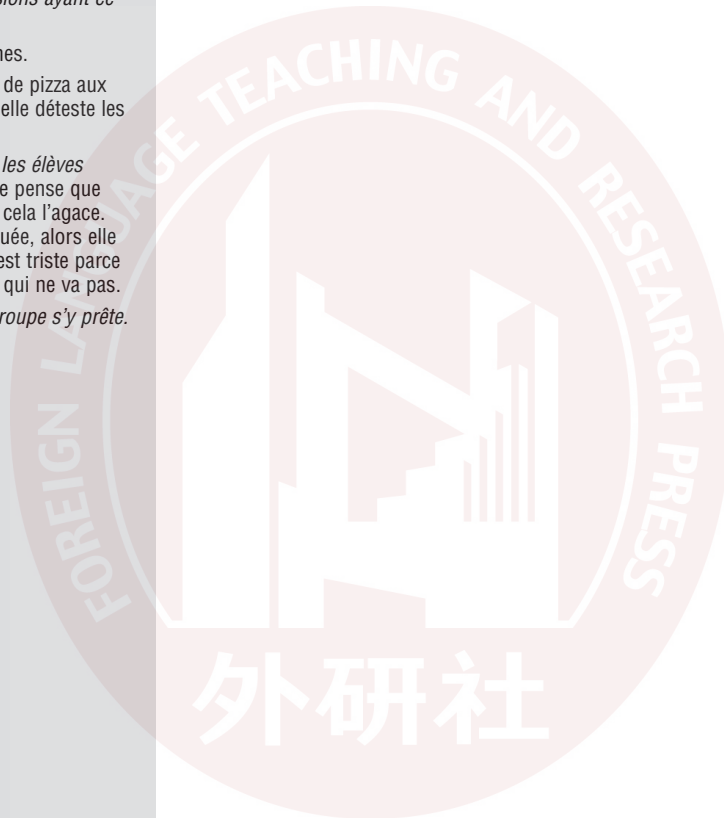 sions ayant ce
nes.
de pizza aux
elle déteste les
les élèves
e pense que
cela l'agace.
uée, alors elle
est triste parce
qui ne va pas.
roupe s'y prête.
FOREIGN LANGUAGE TEACHING AND RESEARCH PRESS
外研社